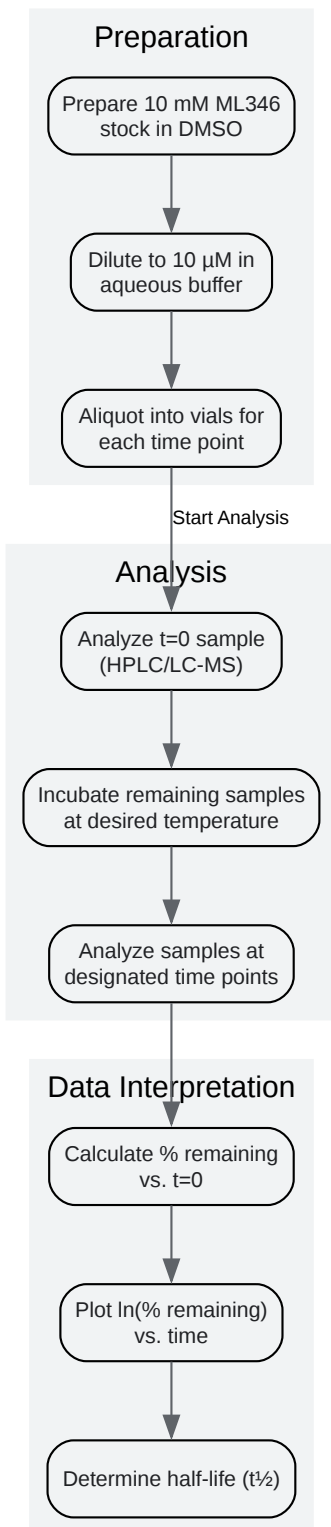 Preparation
Prepare 10 mM ML346
stock in DMSO
Dilute to 10 µM in
aqueous buffer
Aliquot into vials for
each time point
Start Analysis
Analysis
Analyze t=0 sample
(HPLC/LC-MS)
Incubate remaining samples
at desired temperature
Analyze samples at
designated time points
Data Interpretation
Calculate % remaining
vs. t=0
Plot ln(% remaining)
vs. time
Determine half-life (t½)